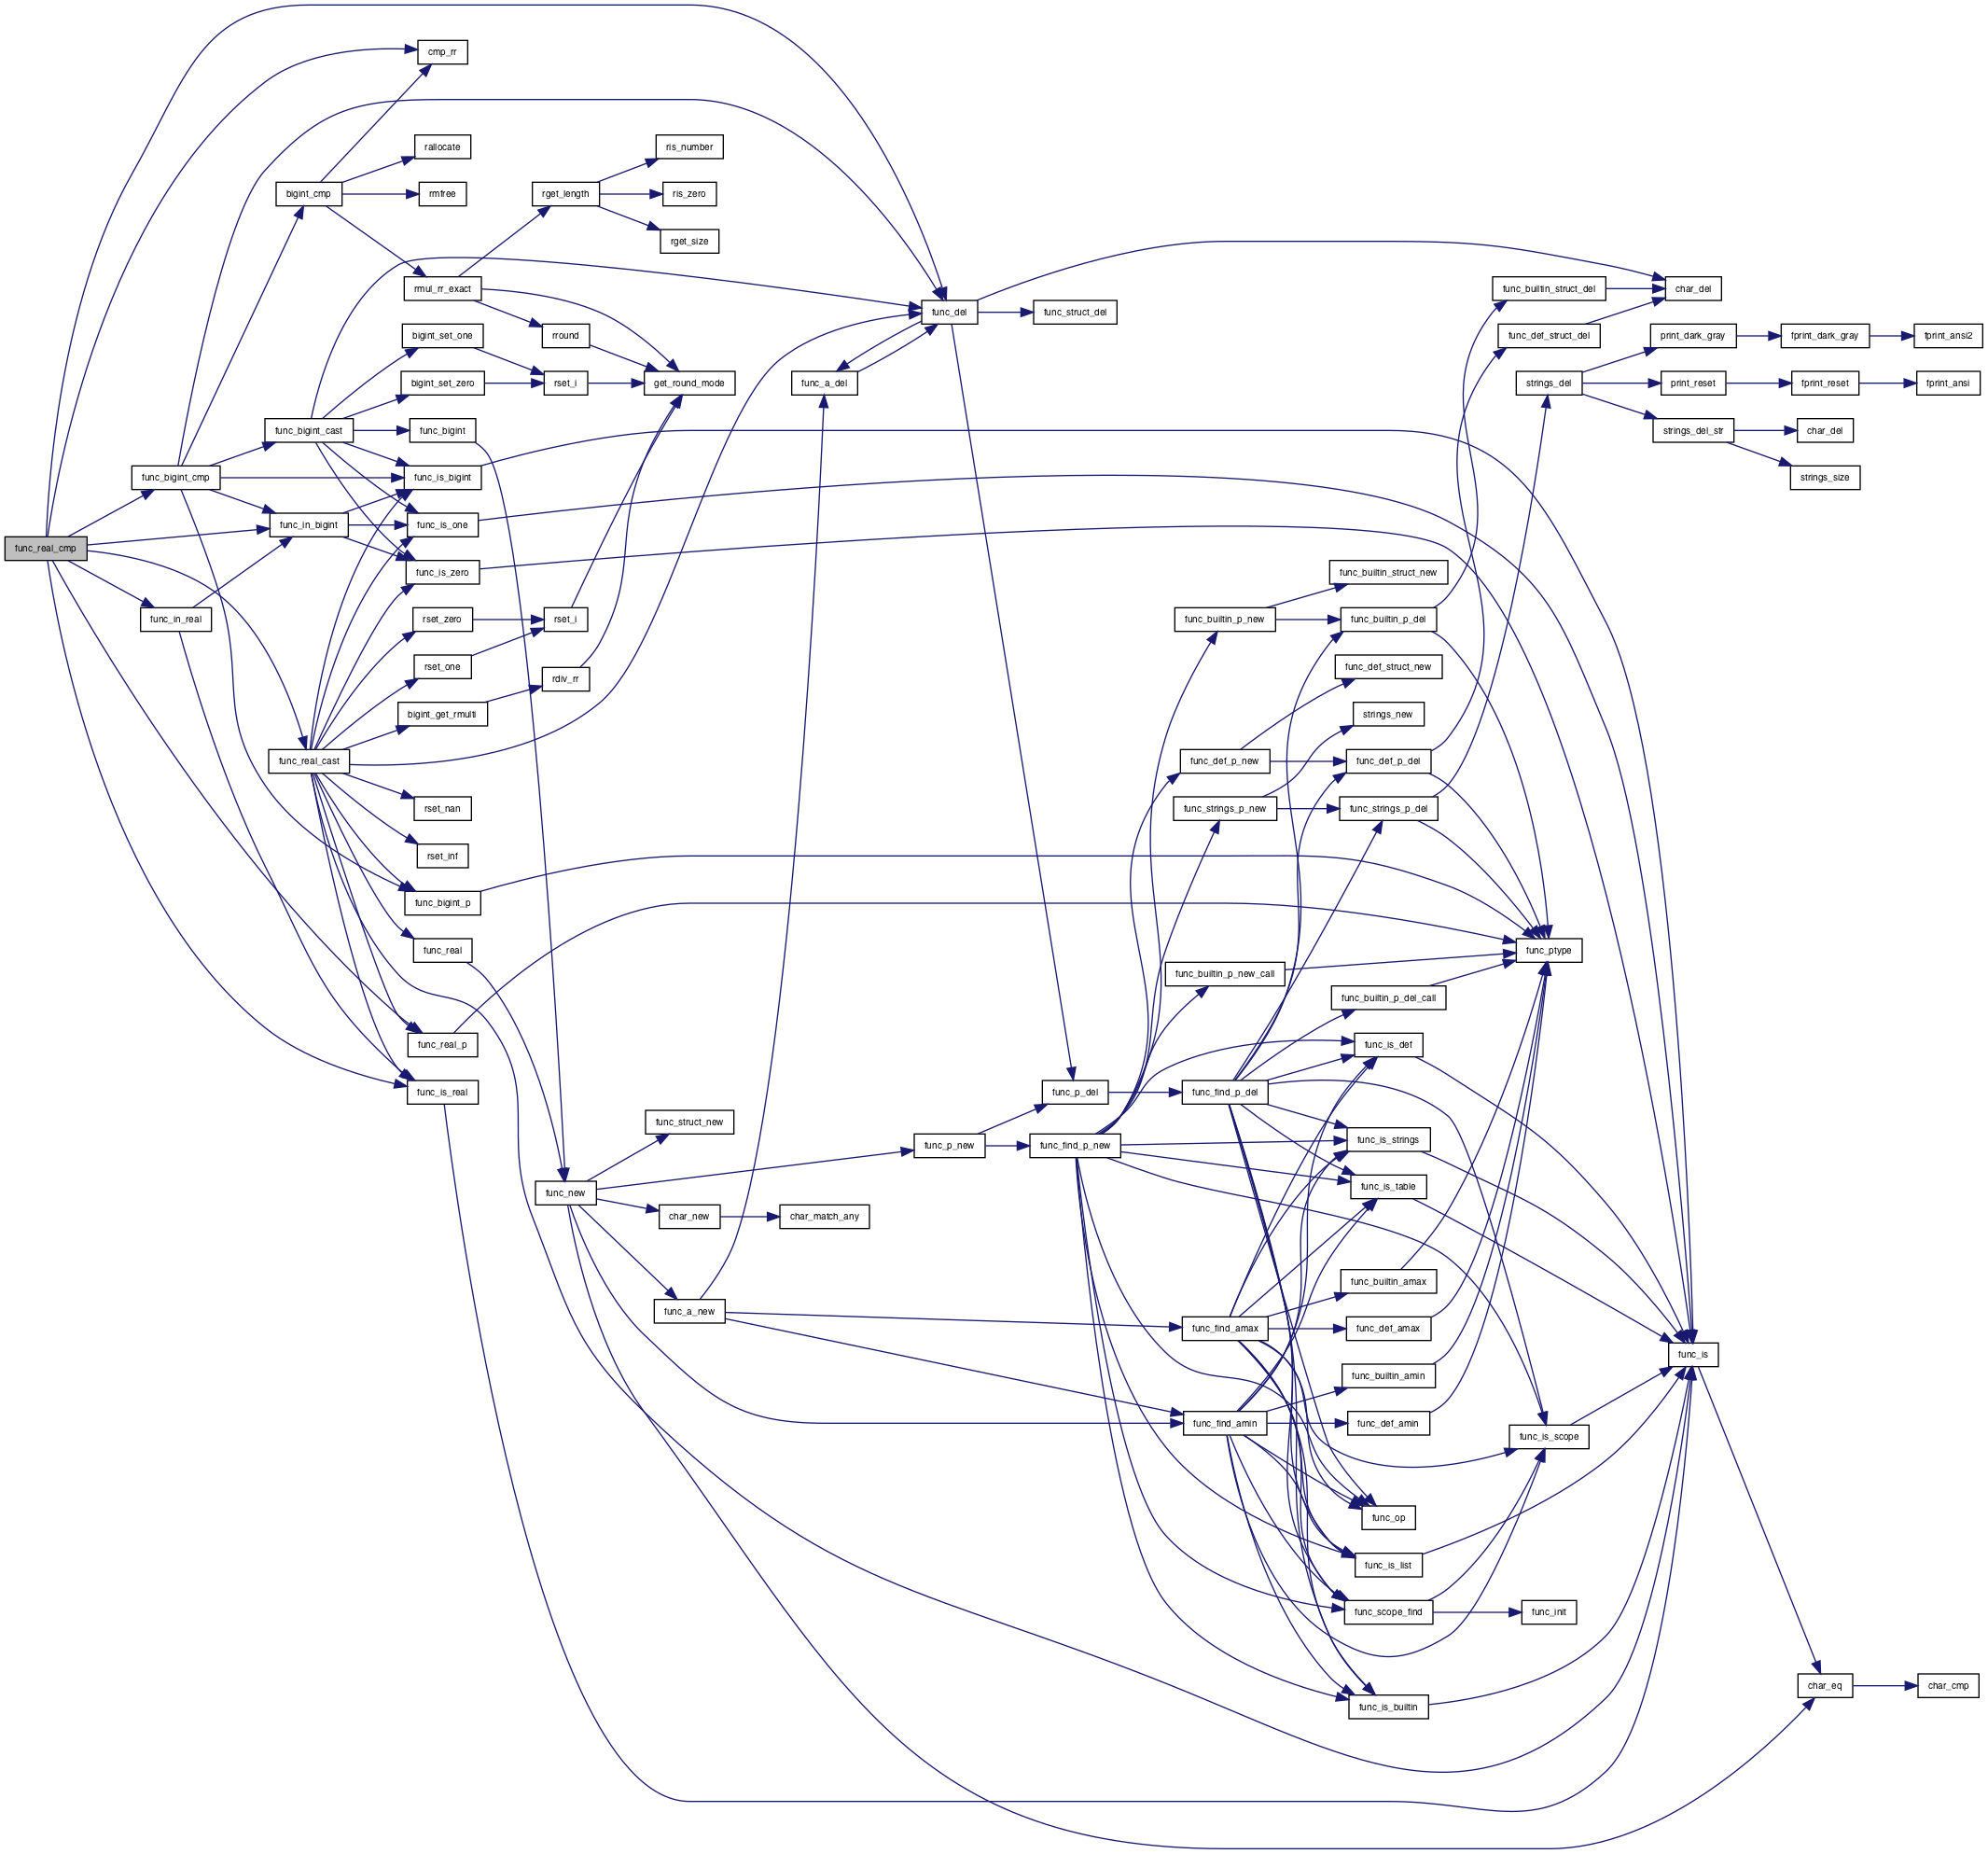 func_real_cmp
cmp_rr
bigint_cmp
rallocate
rmfree
rmul_rr_exact
rget_length
ris_number
ris_zero
rget_size
rround
get_round_mode
func_bigint_cmp
func_bigint_cast
bigint_set_one
bigint_set_zero
rset_i
func_bigint
func_is_bigint
func_in_bigint
func_is_one
func_is_zero
func_in_real
rset_zero
rset_i
rset_one
rdiv_rr
bigint_get_rmulti
func_real_cast
rset_nan
rset_inf
func_bigint_p
func_real
func_real_p
func_is_real
func_new
func_struct_new
char_new
char_match_any
func_a_new
func_del
func_struct_del
func_a_del
func_p_del
func_p_new
func_find_p_new
func_find_p_del
func_find_amax
func_find_amin
func_builtin_p_new
func_def_p_new
func_strings_p_new
func_builtin_p_new_call
func_builtin_struct_new
func_builtin_p_del
func_def_struct_new
strings_new
func_def_p_del
func_strings_p_del
func_builtin_p_del_call
func_is_def
func_is_strings
func_is_table
func_builtin_amax
func_def_amax
func_builtin_amin
func_def_amin
func_op
func_is_list
func_scope_find
func_is_builtin
func_builtin_struct_del
func_def_struct_del
char_del
strings_del
print_dark_gray
fprint_dark_gray
fprint_ansi2
print_reset
fprint_reset
fprint_ansi
strings_del_str
char_del
strings_size
func_ptype
func_is_scope
func_init
func_is
char_eq
char_cmp